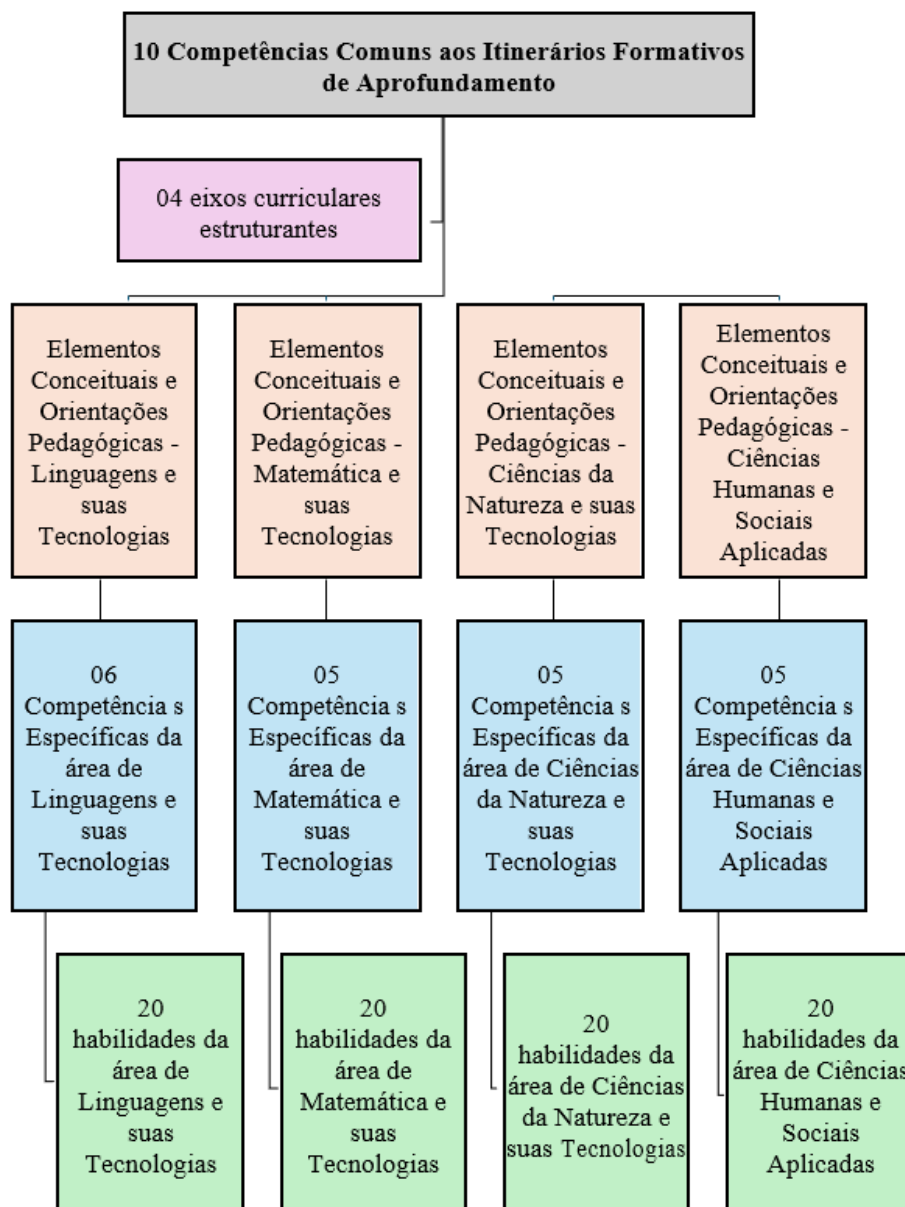 10 Competências Comuns aos Itinerários Formativos
de Aprofundamento
04 eixos curriculares
estruturantes
Elementos
Conceituais e
Orientações
Pedagógicas -
Linguagens e
suas
Tecnologias
Elementos
Conceituais e
Orientações
Pedagógicas -
Matemática e
suas
Tecnologias
Elementos
Conceituais e
Orientações
Pedagógicas -
Ciências da
Natureza e suas
Tecnologias
Elementos
Conceituais e
Orientações
Pedagógicas -
Ciências
Humanas e
Sociais
Aplicadas
06
Competência s
Específicas da
área de
Linguagens e
suas
Tecnologias
05
Competência s
Específicas da
área de
Matemática e
suas
Tecnologias
05
Competência s
Específicas da
área de Ciências
da Natureza e
suas
Tecnologias
05
Competência s
Específicas da
área de Ciências
Humanas e
Sociais
Aplicadas
20
habilidades da
área de
Linguagens e
suas
Tecnologias
20
habilidades da
área de
Matemática e
suas
Tecnologias
20
habilidades da
área de Ciências
da Natureza e
suas Tecnologias
20
habilidades da
área de Ciências
Humanas e
Sociais
Aplicadas